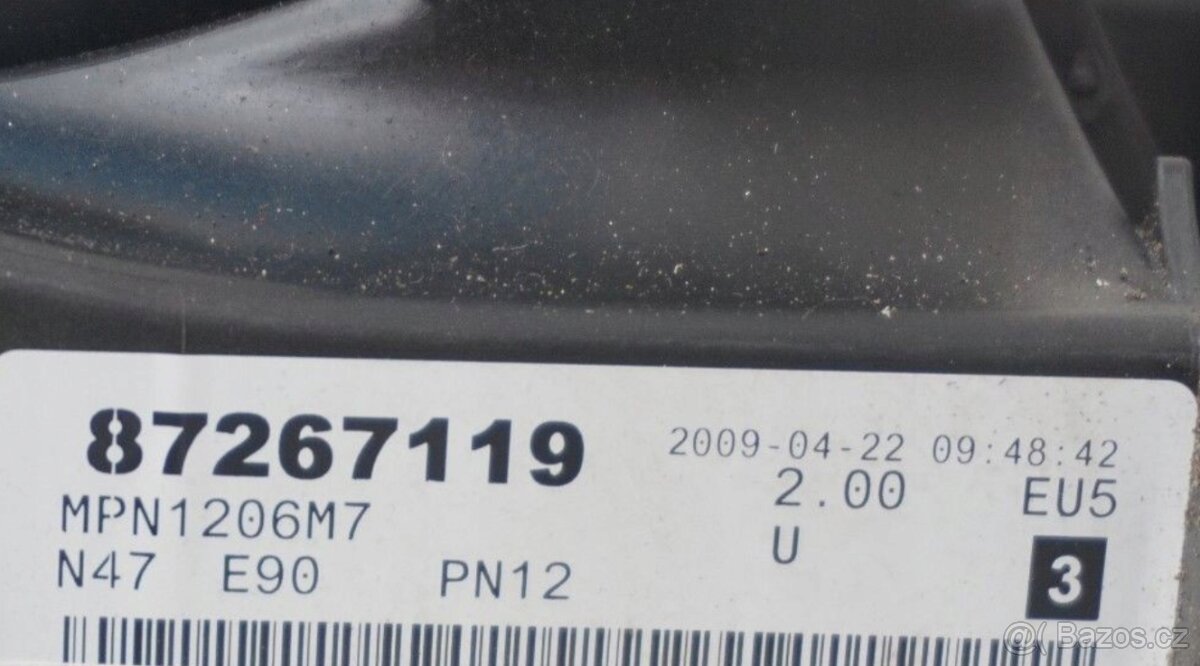 87267119
2009-04-22 09:48:42
MPN1206M7
2.00 EU5
U
N47 E90 PN12
3
@( Bazos.cz